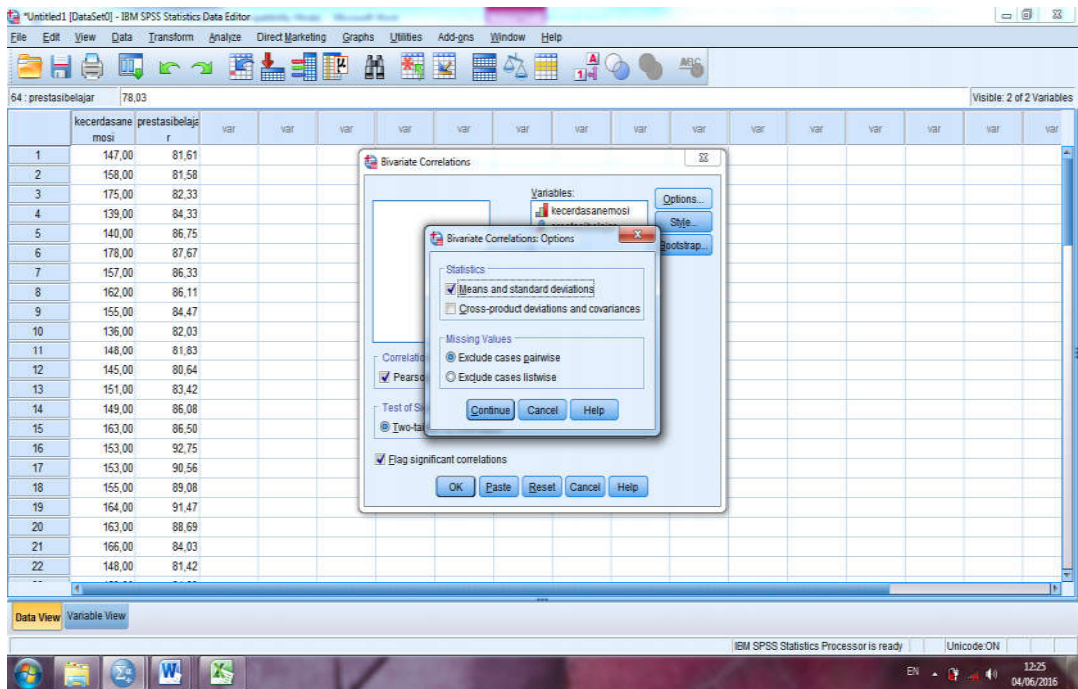 *Untitled1 [DataSet0] - IBM SPSS Statistics Data Editor
File Edit View Data Transform Analyze Direct Marketing Graphs Utilities Add-ons Window Help
64 : prestasibelajar 78,03 Visible: 2 of 2 Variables
kecerdasane prestasibelaja var var var var var var var var var var var var var var var
mosi r
1 147,00 81,61
2 158,00 81,58
3 175,00 82,33
4 139,00 84,33
5 140,00 86,75
6 178,00 87,67
7 157,00 86,33
8 162,00 86,11
9 155,00 84,47
10 136,00 82,03
11 148,00 81,83
12 145,00 80,64
13 151,00 83,42
14 149,00 86,08
15 163,00 86,50
16 153,00 92,75
17 153,00 90,56
18 155,00 89,08
19 164,00 91,47
20 163,00 88,69
21 166,00 84,03
22 148,00 81,42
Bivariate Correlations
Variables:
kecerdasanemosi
Options...
Style...
Bootstrap...
Correlatio
Pearso
Test of Si
Two-tai
Flag significant correlations
OK Paste Reset Cancel Help
Bivariate Correlations: Options
Statistics
Means and standard deviations
Cross-product deviations and covariances
Missing Values
Exclude cases pairwise
Exclude cases listwise
Continue Cancel Help
Data View Variable View
IBM SPSS Statistics Processor is ready Unicode:ON
EN 12:25
04/06/2016